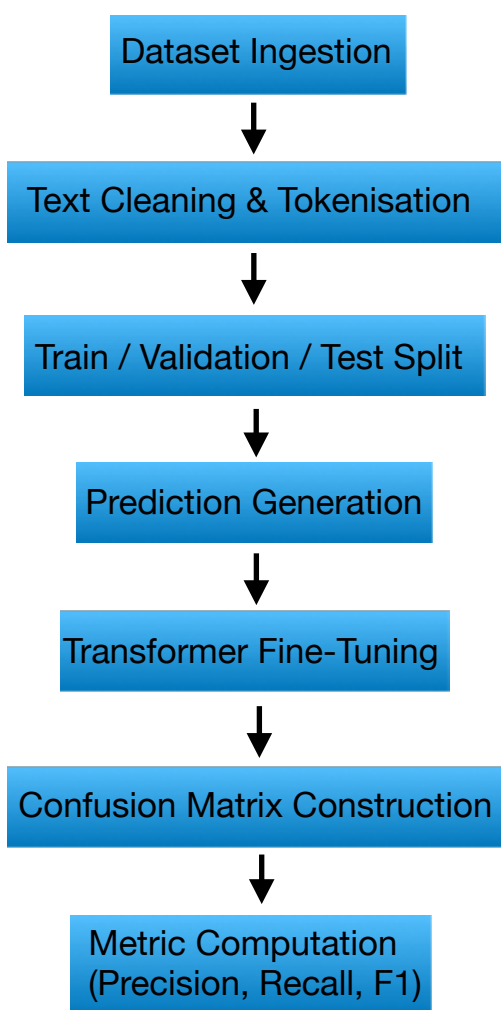 Dataset Ingestion
Text Cleaning & Tokenisation
Train / Validation / Test Split
Prediction Generation
Transformer Fine-Tuning
Confusion Matrix Construction
Metric Computation
(Precision, Recall, F1)